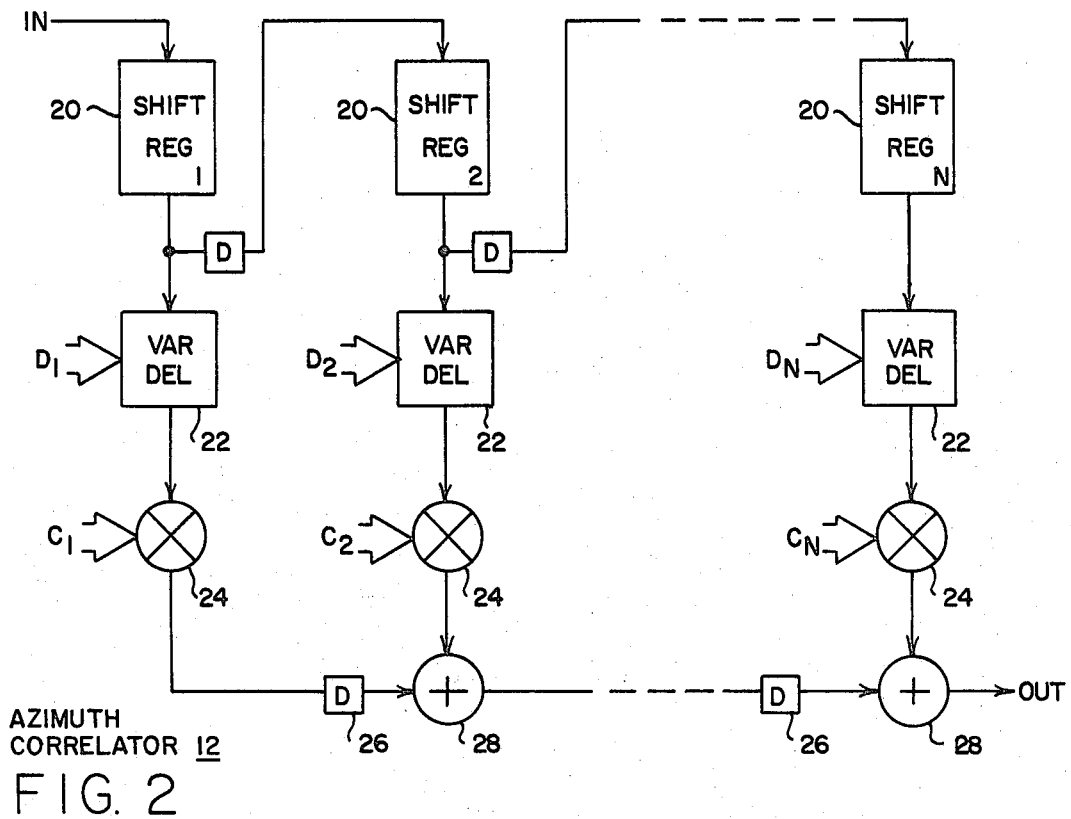 IN
SHIFT
REG
1
20
SHIFT
REG
2
20
SHIFT
REG
N
20
D
D
VAR
DEL
D1
22
VAR
DEL
D2
22
VAR
DEL
DN
22
C1
24
C2
24
CN
24
D
26
+
28
D
26
+
28
OUT
AZIMUTH
CORRELATOR 12
FIG. 2